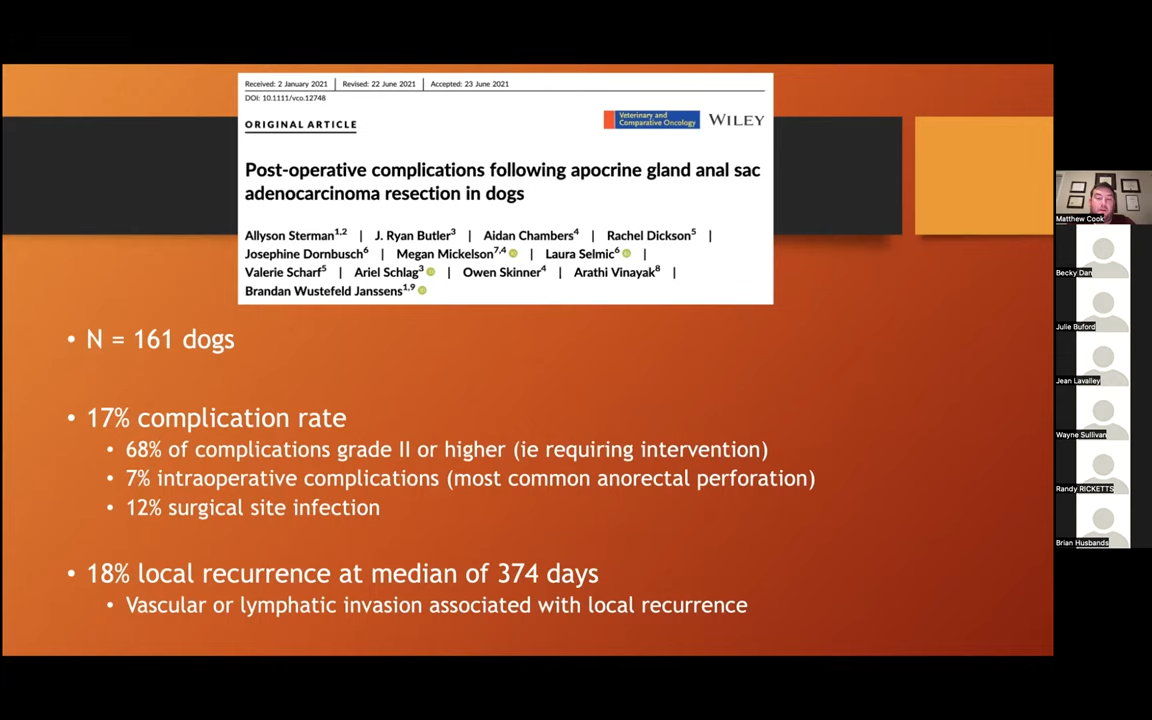 Received: 2 January 2021 | Revised: 22 June 2021 | Accepted: 23 June 2021
DOI: 10.1111/vco.12748
ORIGINAL ARTICLE
Veterinary and
Comparative Oncology
WILEY
Post-operative complications following apocrine gland anal sac
adenocarcinoma resection in dogs
Allyson Sterman1,2 | J. Ryan Butler3 | Aidan Chambers4 | Rachel Dickson5 |
Josephine Dornbusch6 | Megan Mickelson7,4 | Laura Selmic6 |
Valerie Scharf5 | Ariel Schlag3 | Owen Skinner4 | Arathi Vinayak8 |
Brandan Wustefeld Janssens1,9
• N = 161 dogs
• 17% complication rate
• 68% of complications grade II or higher (ie requiring intervention)
• 7% intraoperative complications (most common anorectal perforation)
• 12% surgical site infection
• 18% local recurrence at median of 374 days
• Vascular or lymphatic invasion associated with local recurrence
Matthew Cook
Becky Dan
Julie Buford
Jean Lavalley
Wayne Sullivan
Randy RICKETTS
Brian Husbands